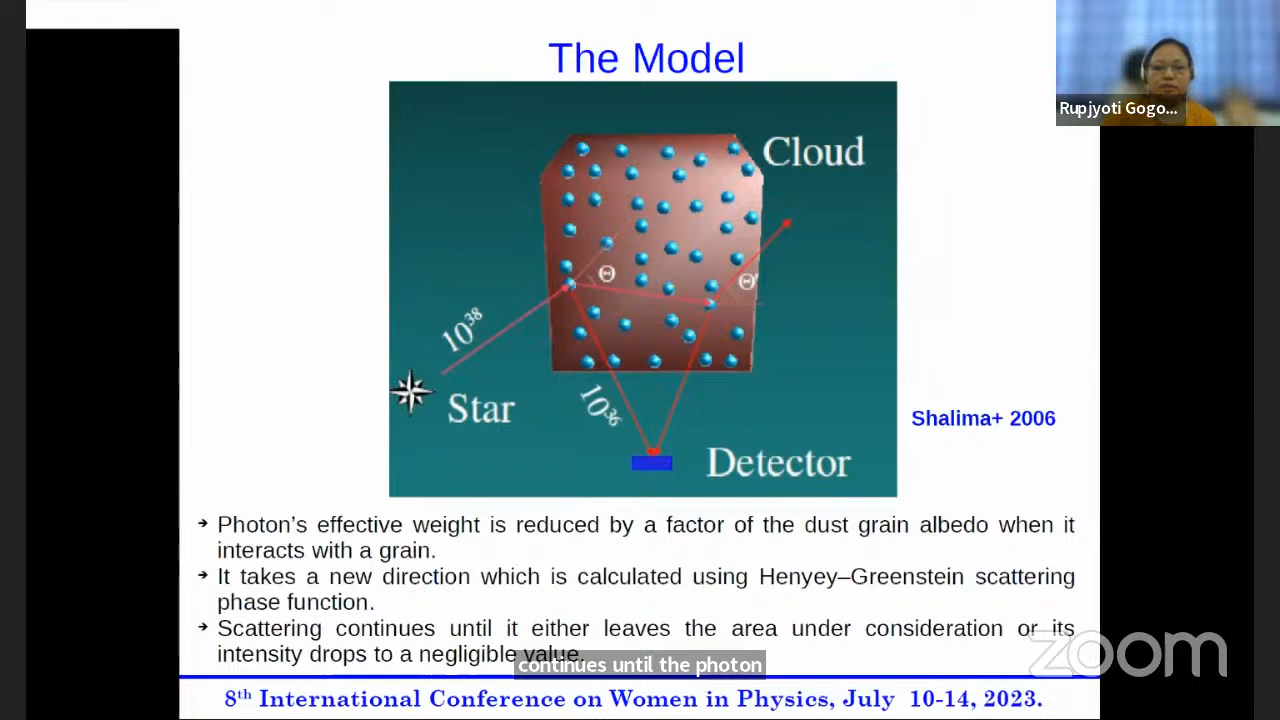 The Model
Rupjyoti Gogo...
Cloud
Θ
Θ'
10³⁸
Star
10³⁶
Detector
Shalima+ 2006
➔ Photon’s effective weight is reduced by a factor of the dust grain albedo when it
interacts with a grain.
➔ It takes a new direction which is calculated using Henyey–Greenstein scattering
phase function.
➔ Scattering continues until it either leaves the area under consideration or its
intensity drops to a negligible value.
continues until the photon
zoom
8ᵗʰ International Conference on Women in Physics, July 10-14, 2023.